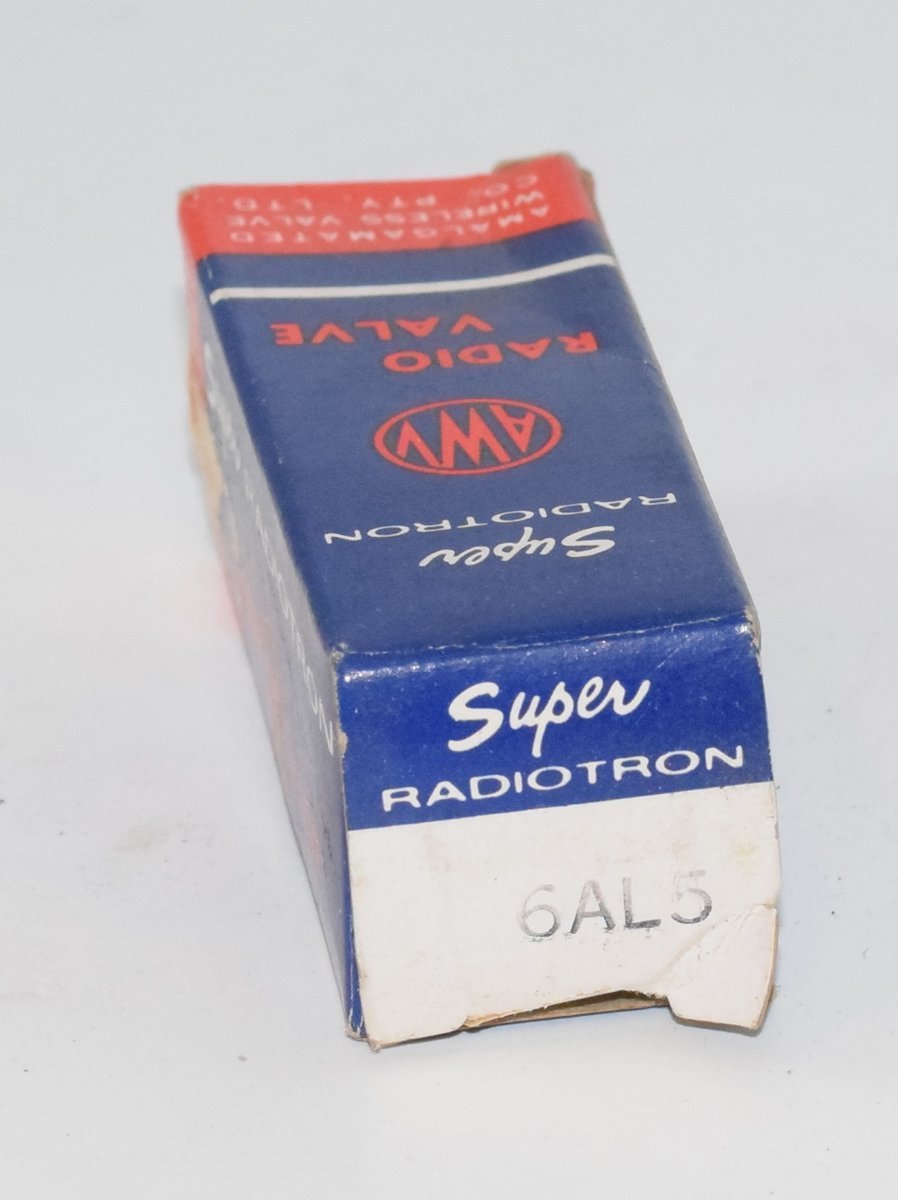 AMALGAMATED
WIRELESS VALVE
CO. PTY. LTD.
RADIO
VALVE
AWV
Super
RADIOTRON
Super
RADIOTRON
6AL5